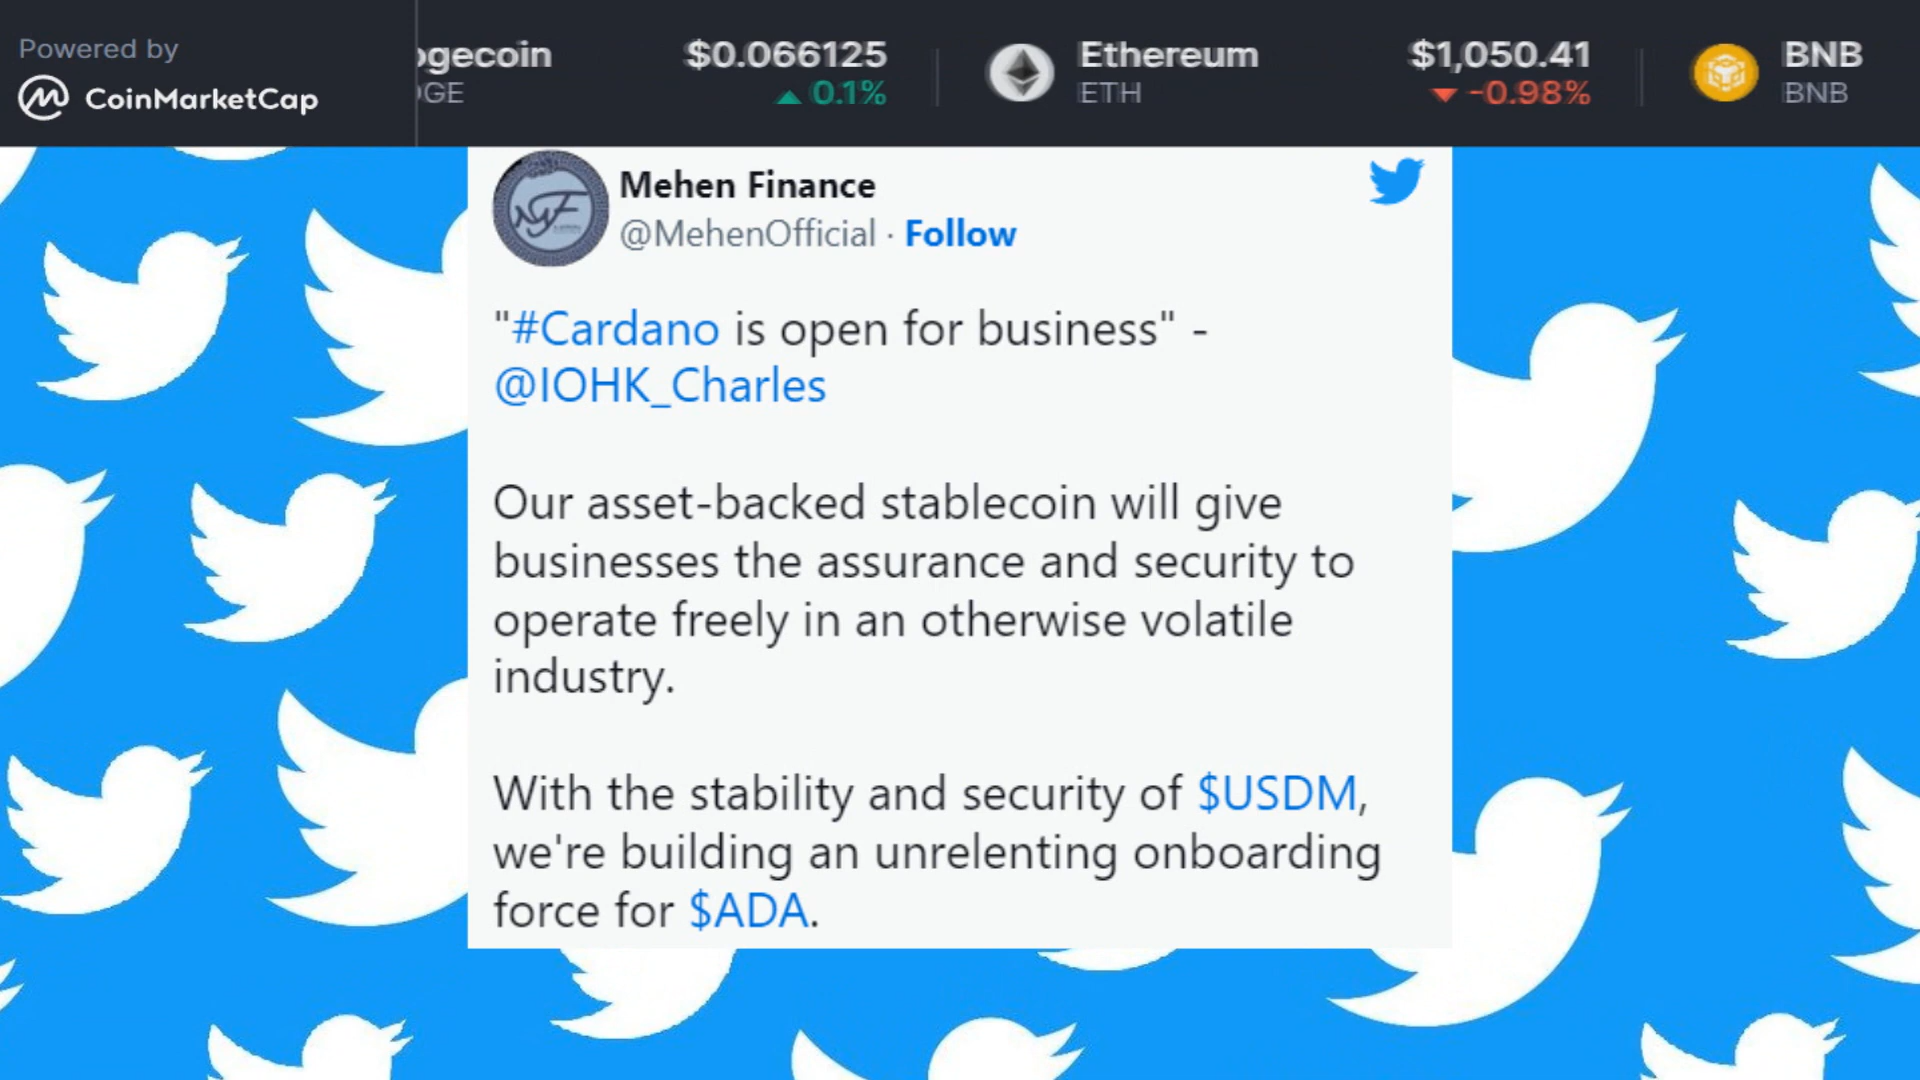 Powered by
CoinMarketCap
ogecoin
OGE
$0.066125
0.1%
Ethereum
ETH
$1,050.41
-0.98%
BNB
BNB
Mehen Finance
@MehenOfficial · Follow
"#Cardano is open for business" -
@IOHK_Charles
Our asset-backed stablecoin will give
businesses the assurance and security to
operate freely in an otherwise volatile
industry.
With the stability and security of $USDM,
we're building an unrelenting onboarding
force for $ADA.